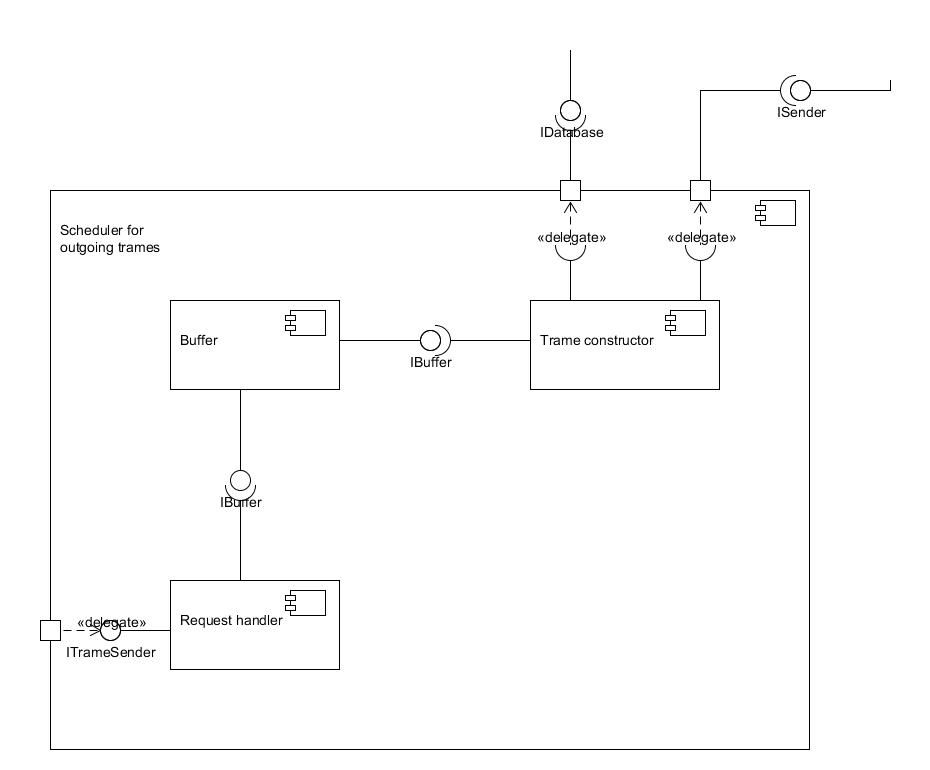 IDatabase
ISender
Scheduler for
outgoing trames
«delegate»
«delegate»
Buffer
IBuffer
Trame constructor
IBuffer
Request handler
«delegate»
ITrameSender